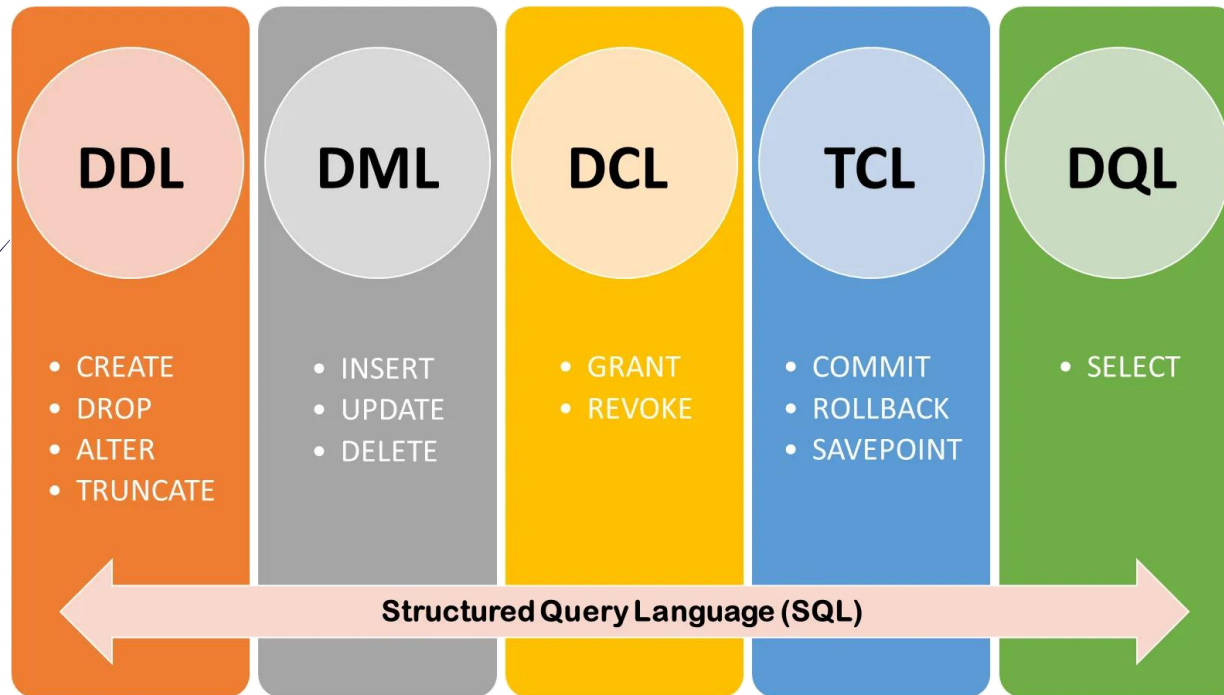 DDL
DML
DCL
TCL
DQL
• CREATE
• DROP
• ALTER
• TRUNCATE
• INSERT
• UPDATE
• DELETE
• GRANT
• REVOKE
• COMMIT
• ROLLBACK
• SAVEPOINT
• SELECT
Structured Query Language (SQL)